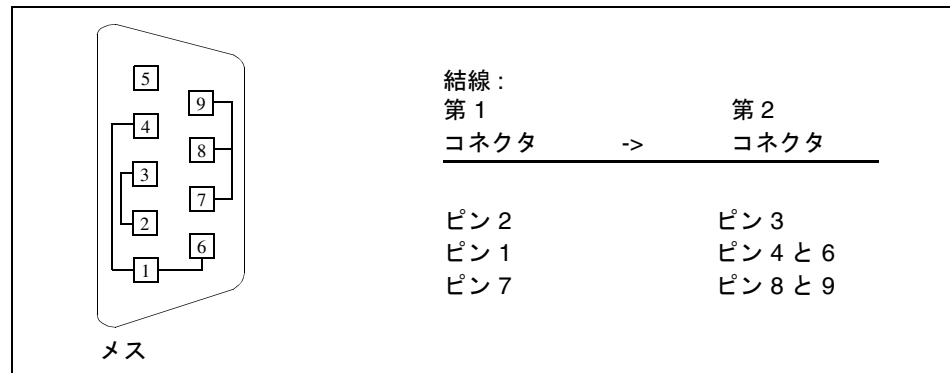 5
9
4
8
3
7
2
6
1
メス
結線 :
第 1 第 2
コネクタ -> コネクタ
ピン 2 ピン 3
ピン 1 ピン 4 と 6
ピン 7 ピン 8 と 9